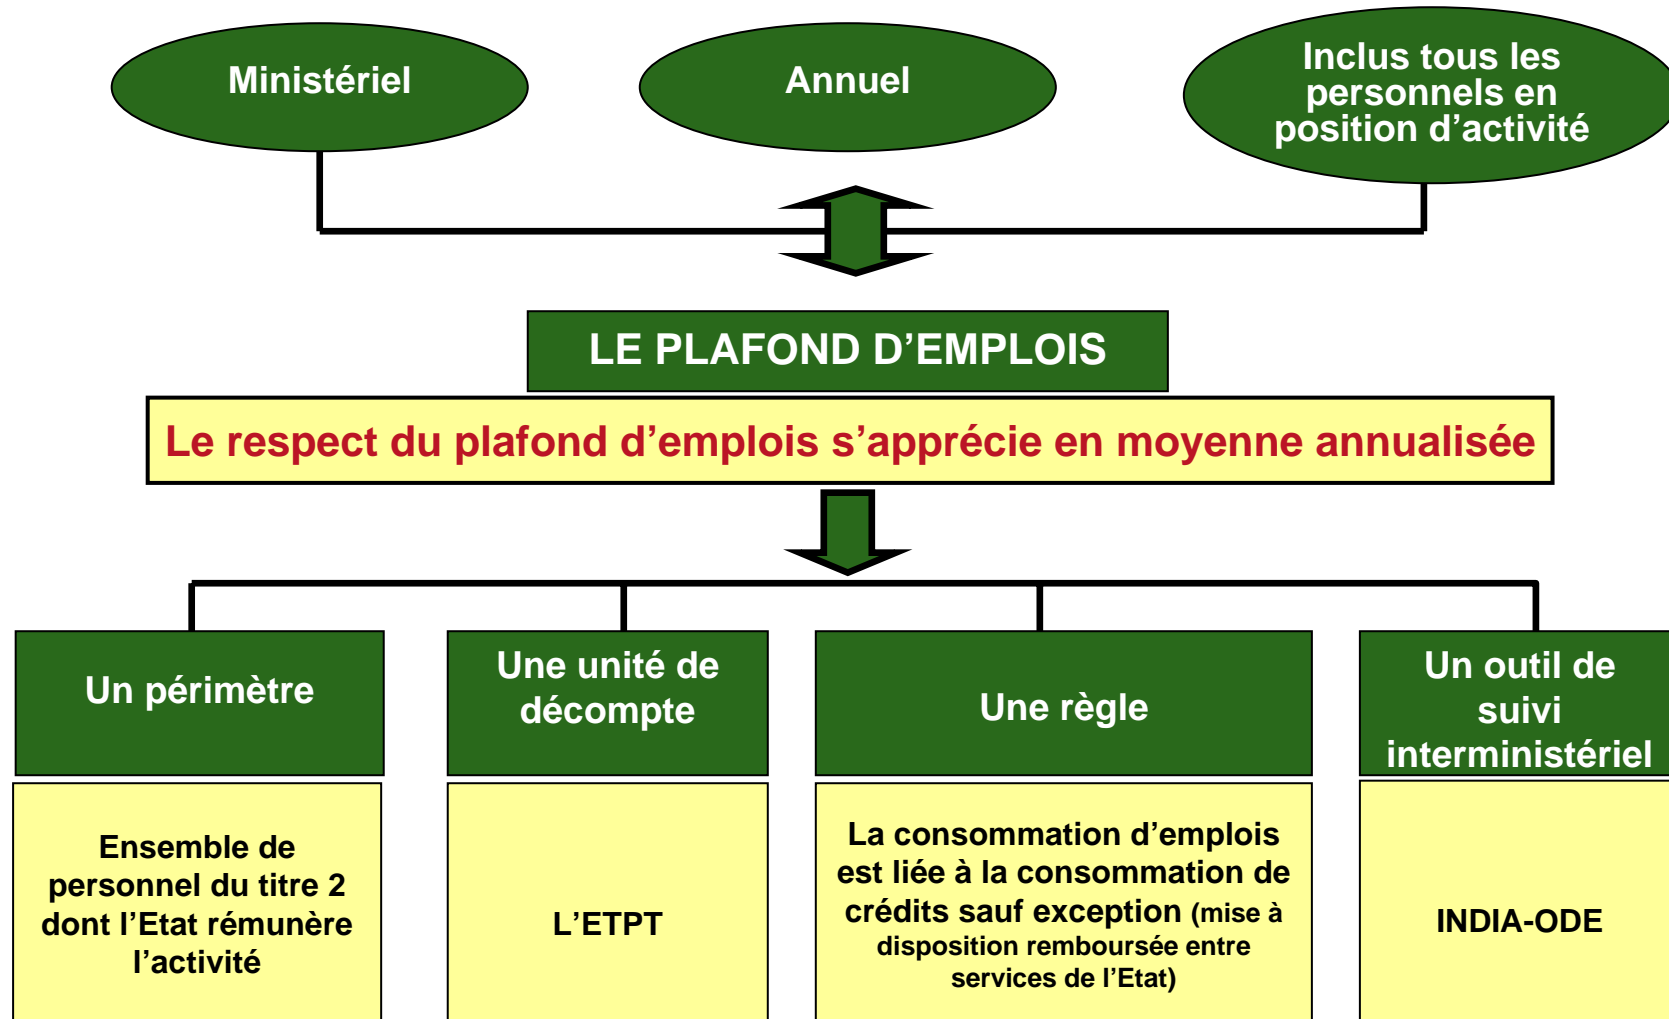 Ministériel
Annuel
Inclus tous les
personnels en
position d’activité
LE PLAFOND D’EMPLOIS
Le respect du plafond d’emplois s’apprécie en moyenne annualisée
Un périmètre
Ensemble de
personnel du titre 2
dont l’Etat rémunère
l’activité
Une unité de
décompte
L’ETPT
Une règle
La consommation d’emplois
est liée à la consommation de
crédits sauf exception (mise à
disposition remboursée entre
services de l’Etat)
Un outil de
suivi
interministériel
INDIA-ODE